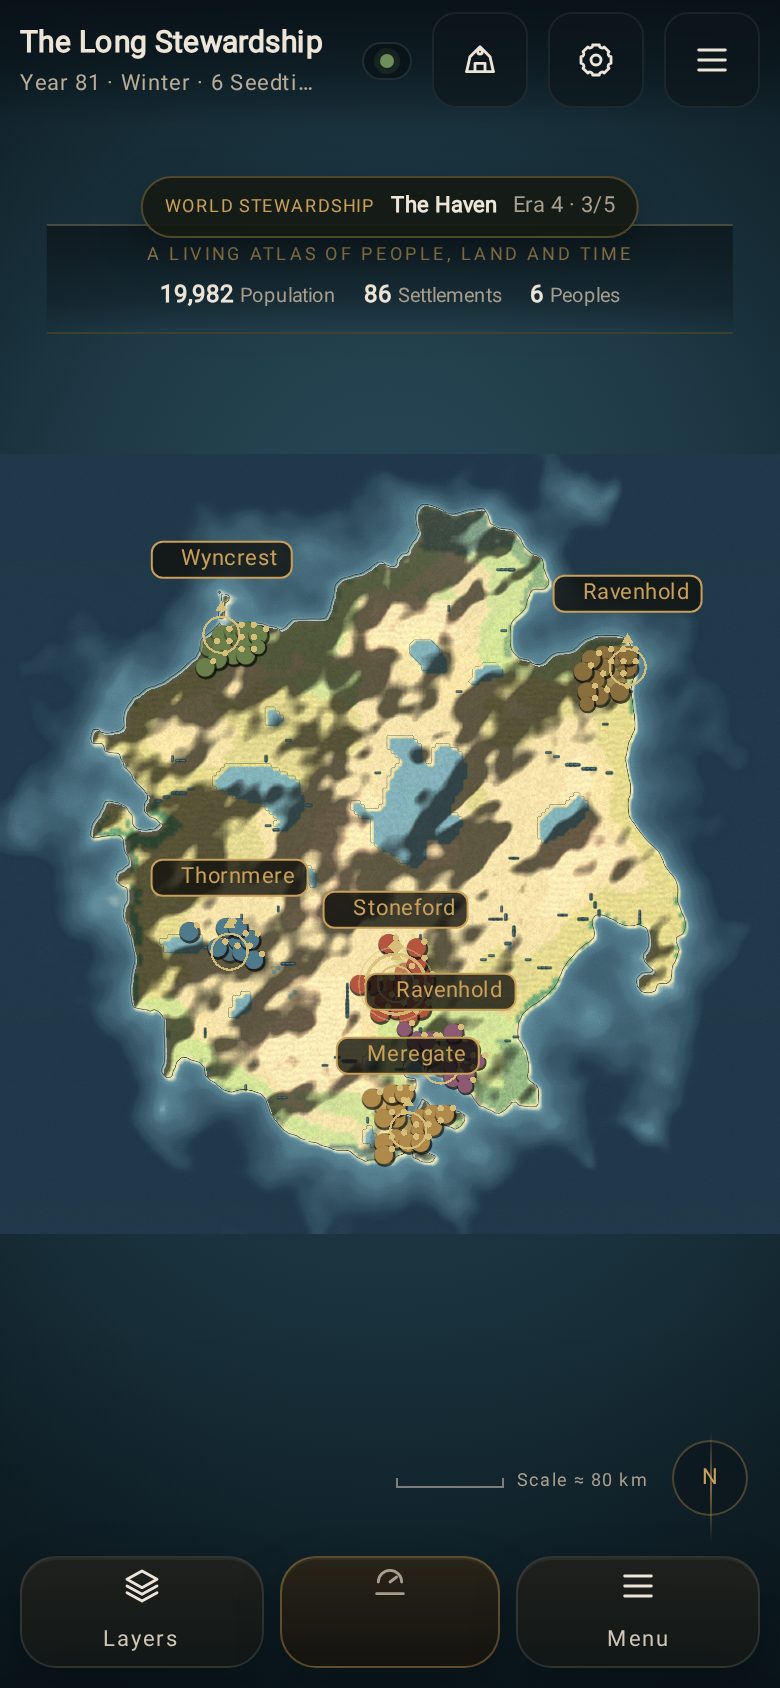 The Long Stewardship
Year 81 · Winter · 6 Seedti...
WORLD STEWARDSHIP The Haven Era 4 · 3/5
A LIVING ATLAS OF PEOPLE, LAND AND TIME
19,982 Population 86 Settlements 6 Peoples
Wyncrest
Ravenhold
Thornmere
Stoneford
Ravenhold
Meregate
Scale ≈ 80 km
N
Layers
Menu